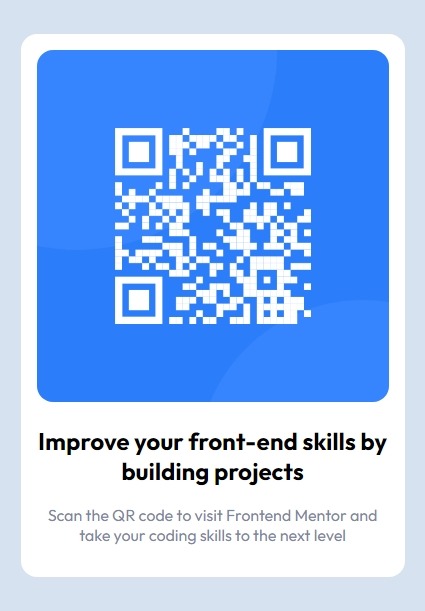 Improve your front-end skills by
building projects
Scan the QR code to visit Frontend Mentor and
take your coding skills to the next level